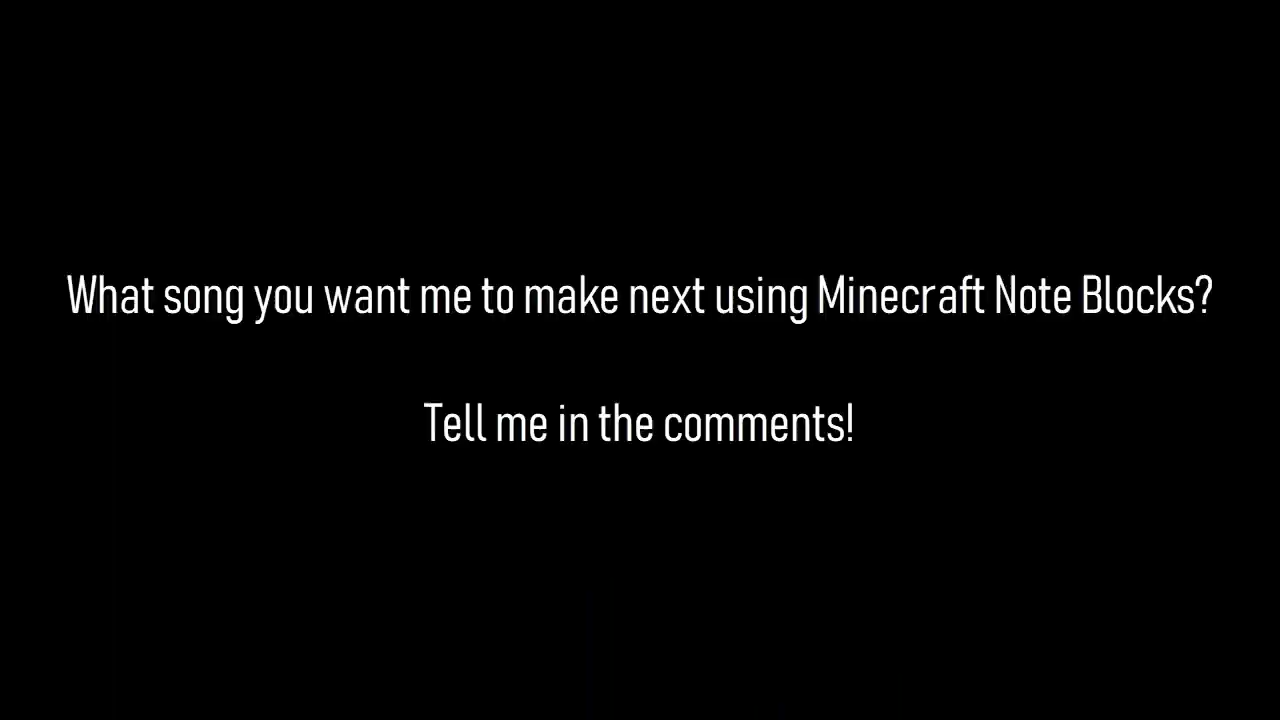 What song you want me to make next using Minecraft Note Blocks?
Tell me in the comments!